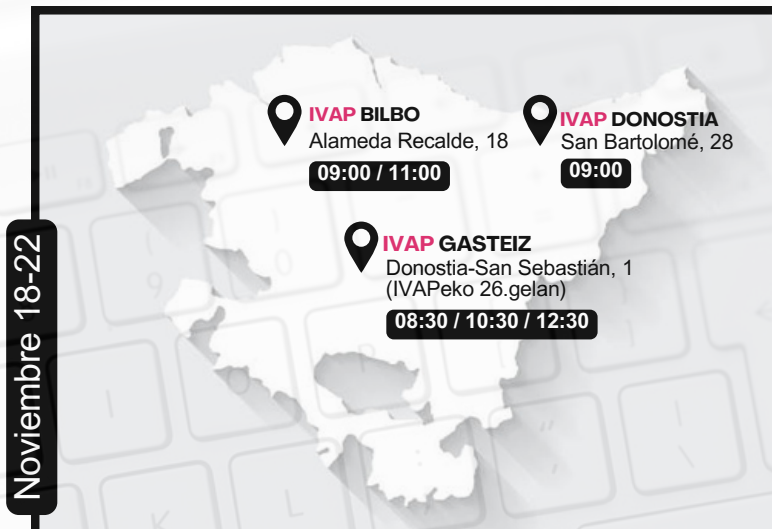 IVAP BILBO
Alameda Recalde, 18
09:00 / 11:00
IVAP DONOSTIA
San Bartolomé, 28
09:00
IVAP GASTEIZ
Donostia-San Sebastián, 1
(IVAPeko 26.gelan)
08:30 / 10:30 / 12:30
Noviembre 18-22